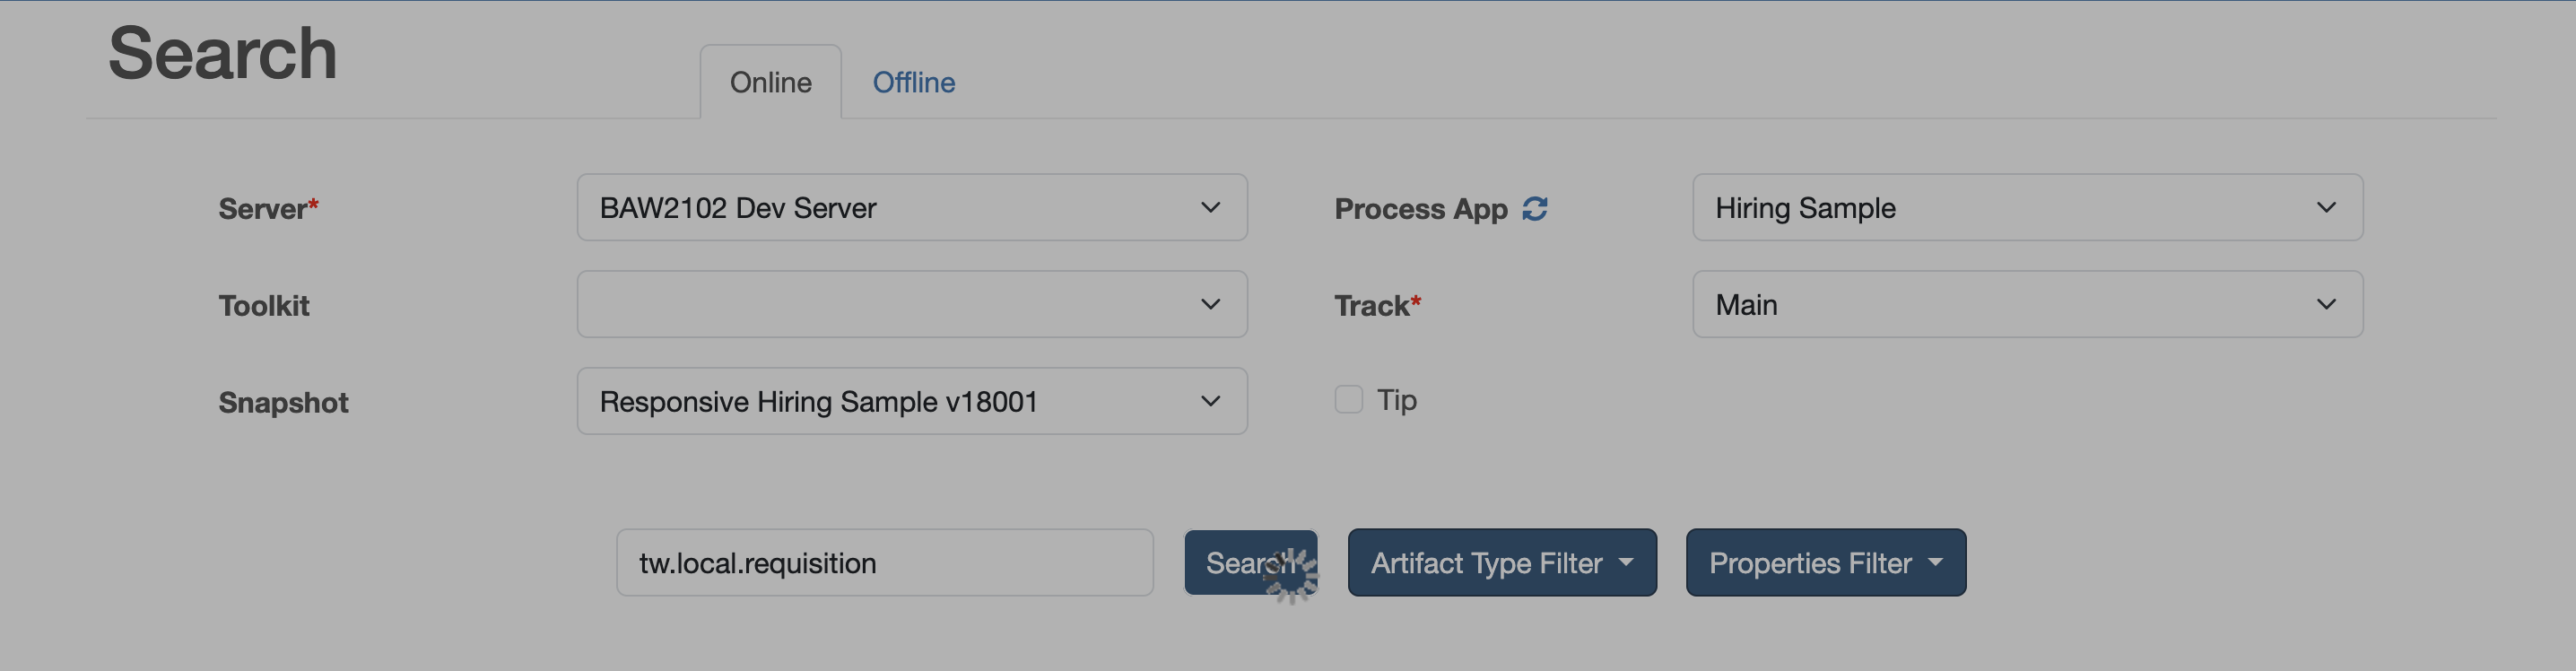 Search
Online
Offline
Server*
BAW2102 Dev Server
Process App
Hiring Sample
Toolkit
Track*
Main
Snapshot
Responsive Hiring Sample v18001
Tip
tw.local.requisition
Search
Artifact Type Filter
Properties Filter